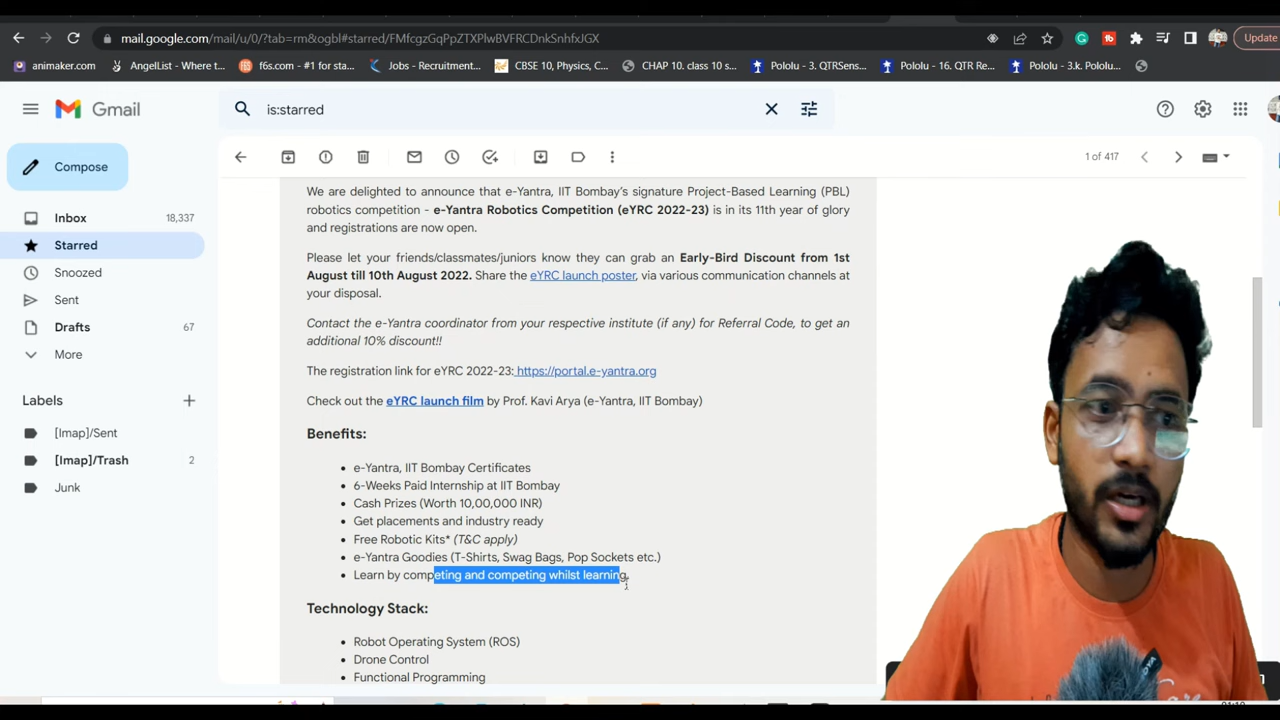 mail.google.com/mail/u/0/?tab=rm&ogbl#starred/FMfcgzGqPpZTXPlwBVFRCDnkSnhfxJGX
Update
animaker.com
AngelList - Where t...
f6s.com - #1 for sta...
Jobs - Recruitment...
CBSE 10, Physics, C...
CHAP 10. class 10 s...
Pololu - 3. QTRSens...
Pololu - 16. QTR Re...
Pololu - 3.k. Pololu...
Gmail
is:starred
Compose
1 of 417
Inbox 18,337
Starred
Snoozed
Sent
Drafts 67
More
Labels
[Imap]/Sent
[Imap]/Trash 2
Junk
We are delighted to announce that e-Yantra, IIT Bombay's signature Project-Based Learning (PBL)
robotics competition - e-Yantra Robotics Competition (eYRC 2022-23) is in its 11th year of glory
and registrations are now open.
Please let your friends/classmates/juniors know they can grab an Early-Bird Discount from 1st
August till 10th August 2022. Share the eYRC launch poster, via various communication channels at
your disposal.
Contact the e-Yantra coordinator from your respective institute (if any) for Referral Code, to get an
additional 10% discount!!
The registration link for eYRC 2022-23: https://portal.e-yantra.org
Check out the eYRC launch film by Prof. Kavi Arya (e-Yantra, IIT Bombay)
Benefits:
e-Yantra, IIT Bombay Certificates
6-Weeks Paid Internship at IIT Bombay
Cash Prizes (Worth 10,00,000 INR)
Get placements and industry ready
Free Robotic Kits* (T&C apply)
e-Yantra Goodies (T-Shirts, Swag Bags, Pop Sockets etc.)
Learn by competing and competing whilst learning.
Technology Stack:
Robot Operating System (ROS)
Drone Control
Functional Programming